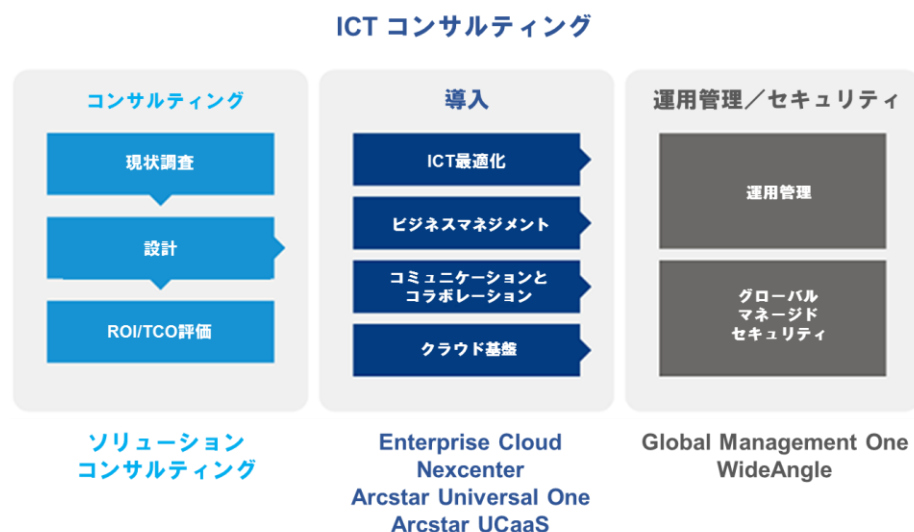 ICT コンサルティング
コンサルティング
現状調査
設計
ROI/TCO評価
ソリューション
コンサルティング
導入
ICT最適化
ビジネスマネジメント
コミュニケーションと
コラボレーション
クラウド基盤
Enterprise Cloud
Nexcenter
Arcstar Universal One
Arcstar UCaaS
運用管理／セキュリティ
運用管理
グローバル
マネージド
セキュリティ
Global Management One
WideAngle